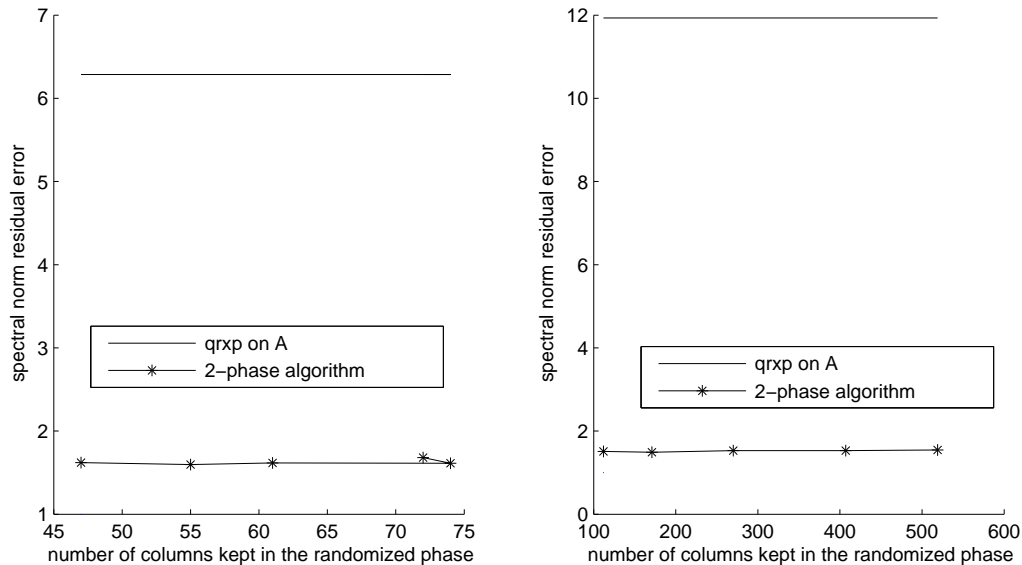 7
6
5
4
3
2
1
spectral norm residual error
qrxp on A
2−phase algorithm
45 50 55 60 65 70 75
number of columns kept in the randomized phase
12
10
8
6
4
2
0
spectral norm residual error
qrxp on A
2−phase algorithm
100 200 300 400 500 600
number of columns kept in the randomized phase